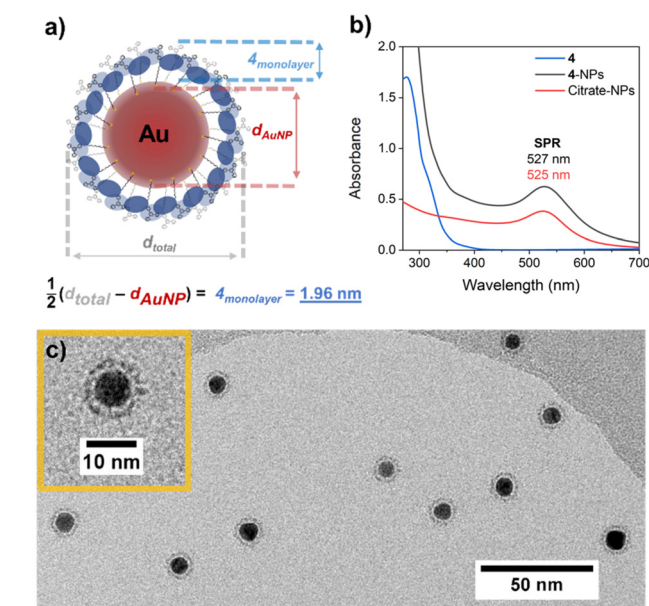 a)
4monolayer
Au
dAuNP
dtotal
1/2(dtotal – dAuNP) = 4monolayer = 1.96 nm
b)
2.0
1.5
1.0
0.5
0.0
Absorbance
4
4-NPs
Citrate-NPs
SPR
527 nm
525 nm
300 400 500 600 700
Wavelength (nm)
c)
10 nm
50 nm